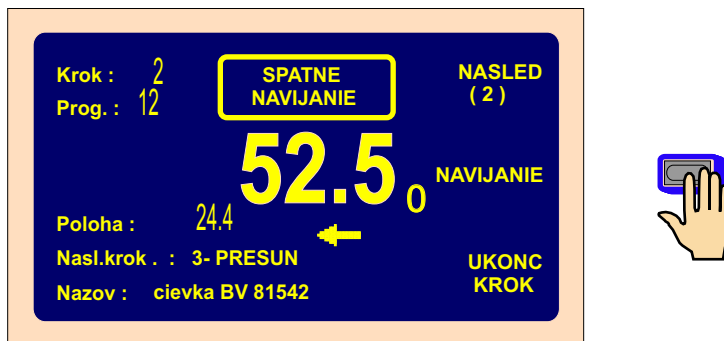 Krok : 2
Prog. : 12
SPATNE
NAVIJANIE
NASLED
( 2 )
52.5 0
NAVIJANIE
Poloha : 24.4
Nasl.krok . : 3- PRESUN
Nazov : cievka BV 81542
UKONC
KROK